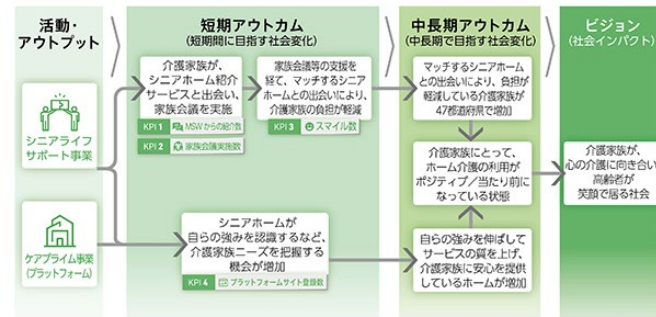 活動・
アウトプット
シニアライフ
サポート事業
ケアプライム事業
(プラットフォーム)
短期アウトカム
(短期間に目指す社会変化)
介護家族が、
シニアホーム紹介
サービスと出会い、
家族会議を実施
KPI 1 MSWからの紹介数
KPI 2 家族会議実施数
家族会議等の支援を
経て、マッチするシニア
ホームとの出会いにより、
介護家族の負担が軽減
KPI 3 スマイル数
シニアホームが
自らの強みを認識するなど、
介護家族ニーズを把握する
機会が増加
KPI 4 プラットフォームサイト登録数
中長期アウトカム
(中長期で目指す社会変化)
マッチするシニアホーム
との出会いにより、負担が
軽減している介護家族が
47都道府県で増加
介護家族にとって、
ホーム介護の利用が
ポジティブ／当たり前に
なっている状態
自らの強みを伸ばして
サービスの質を上げ、
介護家族に安心を提供
しているホームが増加
ビジョン
(社会インパクト)
介護家族が、
心の介護に向き合い
高齢者が
笑顔で居る社会